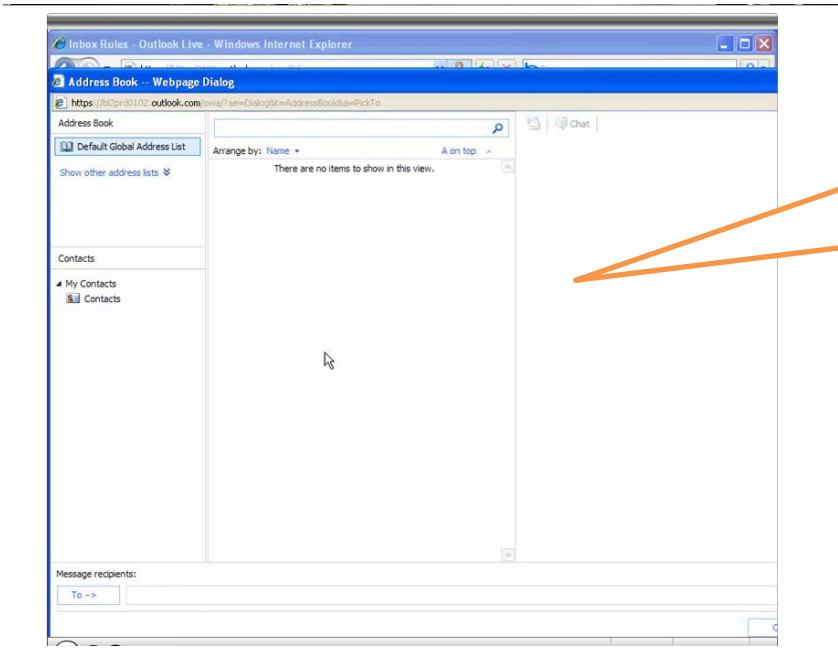 Inbox Rules - Outlook Live - Windows Internet Explorer
Address Book -- Webpage Dialog
https://bl2prd0102.outlook.com/owa/?ae=Dialog&t=AddressBook&a=PickTo
Address Book
Chat
Default Global Address List
Arrange by: Name
A on top
Show other address lists
There are no items to show in this view.
Contacts
My Contacts
Contacts
Message recipients:
To ->